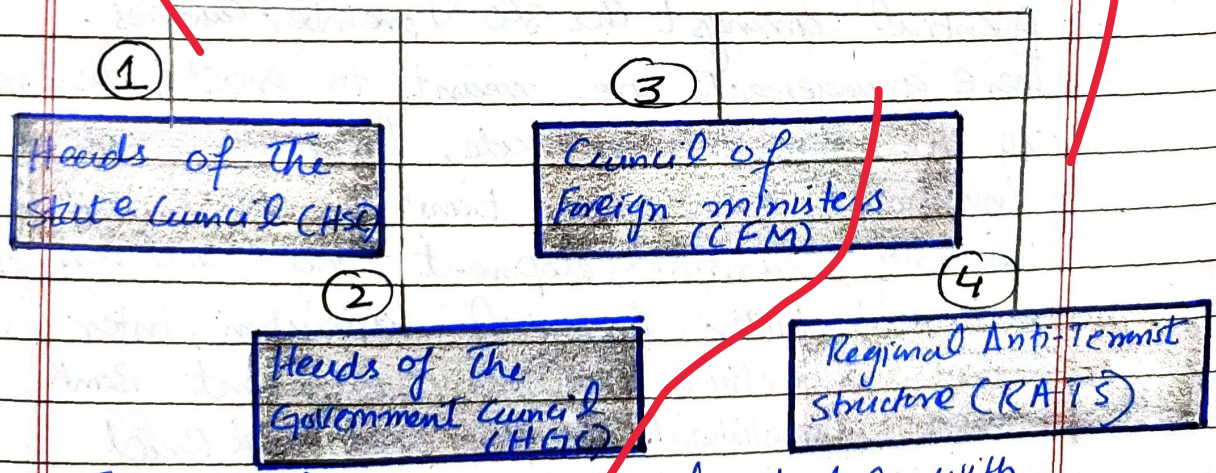 1
Heads of The
State Council (HSC)
3
Council of
Foreign ministers
(CFM)
2
Heads of The
Government Council
(HGC)
4
Regional Anti-Terrorist
Structure (RATS)
with